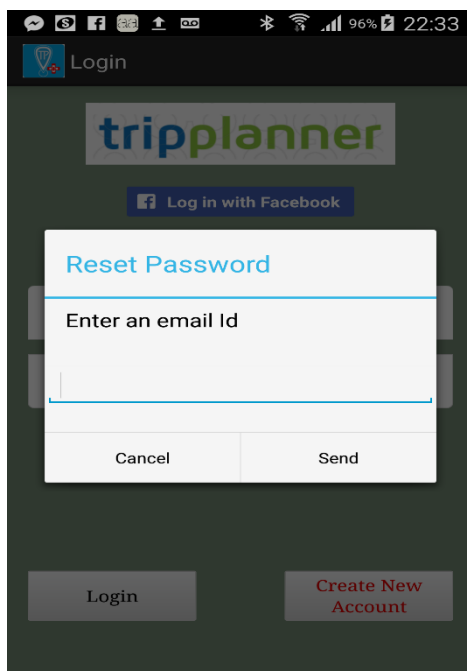 96% 22:33
Login
tripplanner
Log in with Facebook
Reset Password
Enter an email Id
Cancel Send
Login
Create New
Account